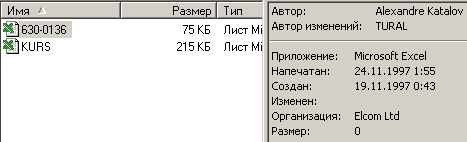 Имя Размер Тип
630-0136 75 КБ Лист Mi
KURS 215 КБ Лист Mi
Автор: Alexandre Katalov
Автор изменений: TURAL
Приложение: Microsoft Excel
Напечатан: 24.11.1997 1:55
Создан: 19.11.1997 0:43
Изменен:
Организация: Elcom Ltd
Размер: 0